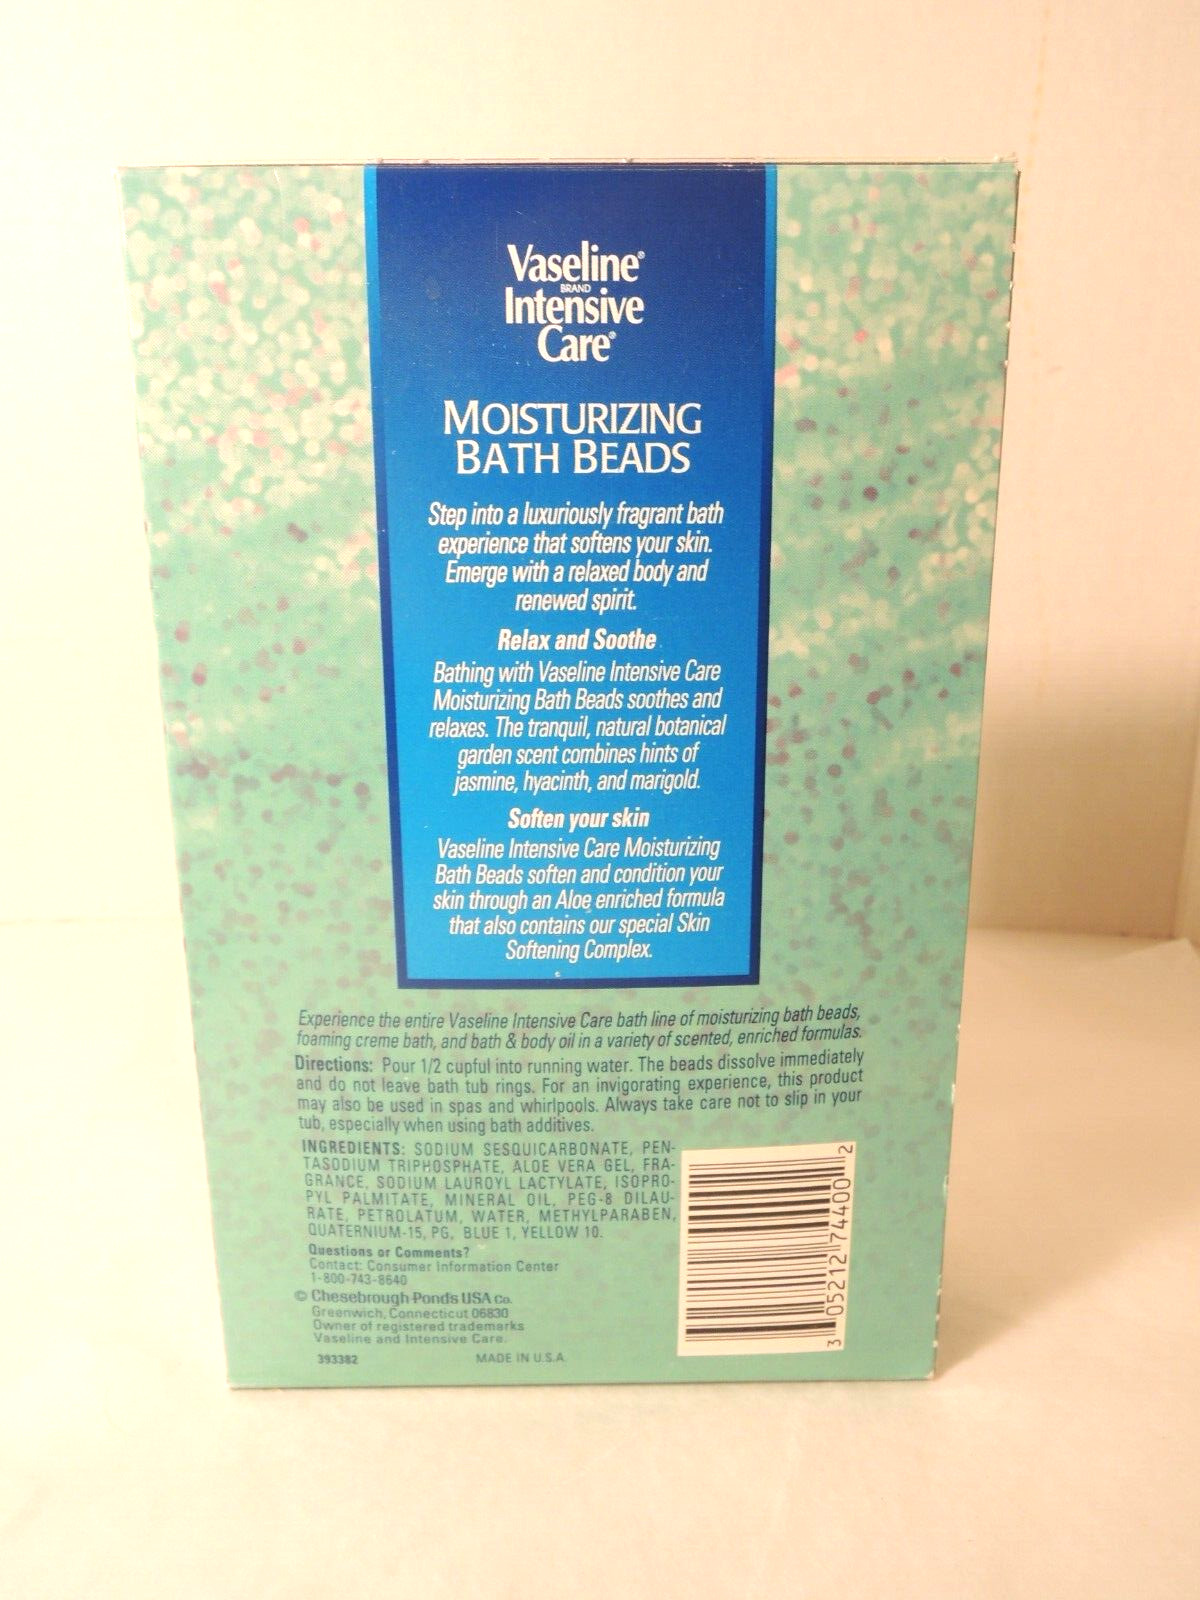 Vaseline®
BRAND
Intensive
Care®
MOISTURIZING
BATH BEADS
Step into a luxuriously fragrant bath
experience that softens your skin.
Emerge with a relaxed body and
renewed spirit.
Relax and Soothe
Bathing with Vaseline Intensive Care
Moisturizing Bath Beads soothes and
relaxes. The tranquil, natural botanical
garden scent combines hints of
jasmine, hyacinth, and marigold.
Soften your skin
Vaseline Intensive Care Moisturizing
Bath Beads soften and condition your
skin through an Aloe enriched formula
that also contains our special Skin
Softening Complex.
Experience the entire Vaseline Intensive Care bath line of moisturizing bath beads,
foaming creme bath, and bath & body oil in a variety of scented, enriched formulas.
Directions: Pour 1/2 cupful into running water. The beads dissolve immediately
and do not leave bath tub rings. For an invigorating experience, this product
may also be used in spas and whirlpools. Always take care not to slip in your
tub, especially when using bath additives.
INGREDIENTS: SODIUM SESQUICARBONATE, PEN-
TASODIUM TRIPHOSPHATE, ALOE VERA GEL, FRA-
GRANCE, SODIUM LAUROYL LACTYLATE, ISOPRO-
PYL PALMITATE, MINERAL OIL, PEG-8 DILAU-
RATE, PETROLATUM, WATER, METHYLPARABEN,
QUATERNIUM-15, PG, BLUE 1, YELLOW 10.
Questions or Comments?
Contact: Consumer Information Center
1-800-743-8640
© Chesebrough-Pond's USA Co.
Greenwich, Connecticut 06830
Owner of registered trademarks
Vaseline and Intensive Care.
393382 MADE IN U.S.A.
3 05212 74400 2